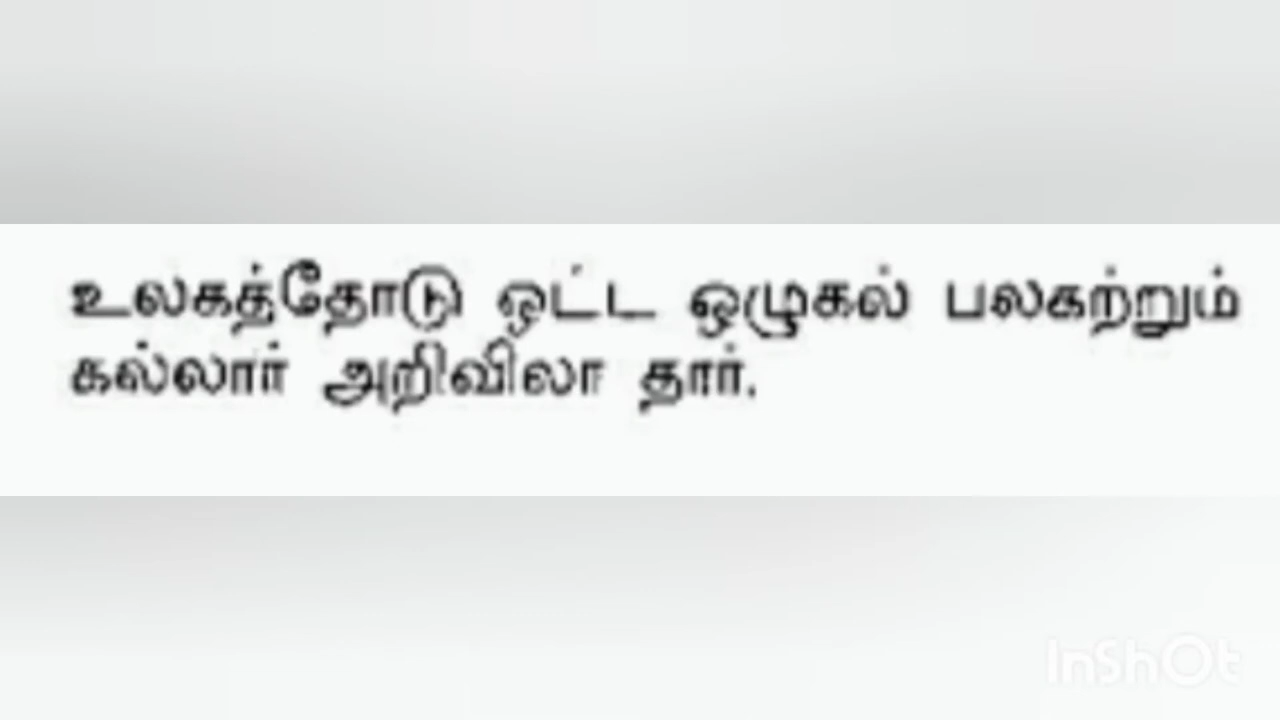 உலகத்தோடு ஒட்ட ஒழுகல் பலகற்றும்
கல்லார் அறிவிலா தார்.
InShOt